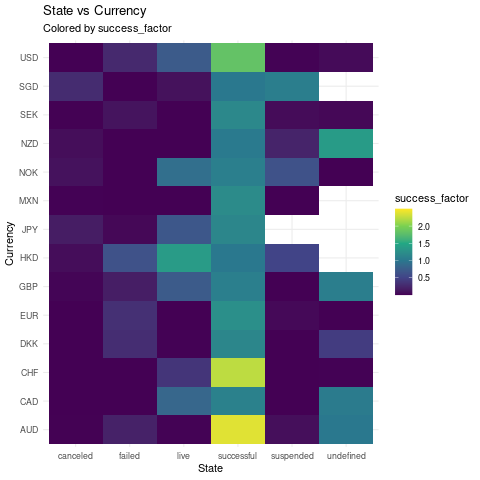 State vs Currency
Colored by success_factor
USD
SGD
SEK
NZD
NOK
MXN
JPY
HKD
GBP
EUR
DKK
CHF
CAD
AUD
Currency
canceled failed live successful suspended undefined
State
success_factor
2.0
1.5
1.0
0.5